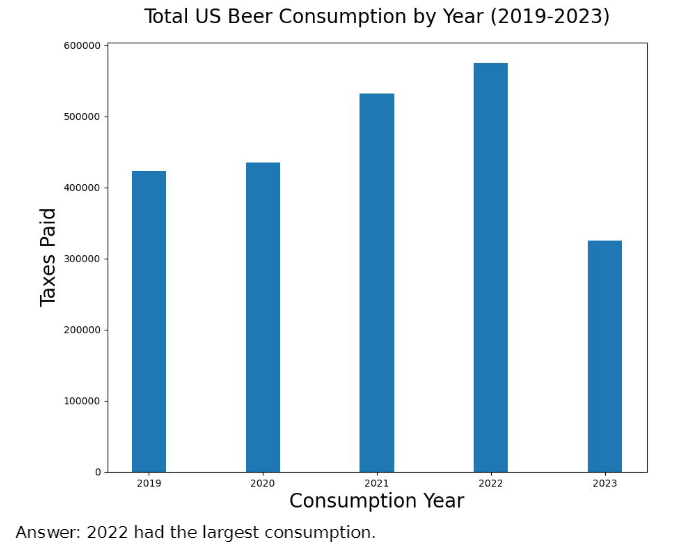 Total US Beer Consumption by Year (2019-2023)
600000
500000
400000
300000
200000
100000
0
Taxes Paid
2019 2020 2021 2022 2023
Consumption Year
Answer: 2022 had the largest consumption.